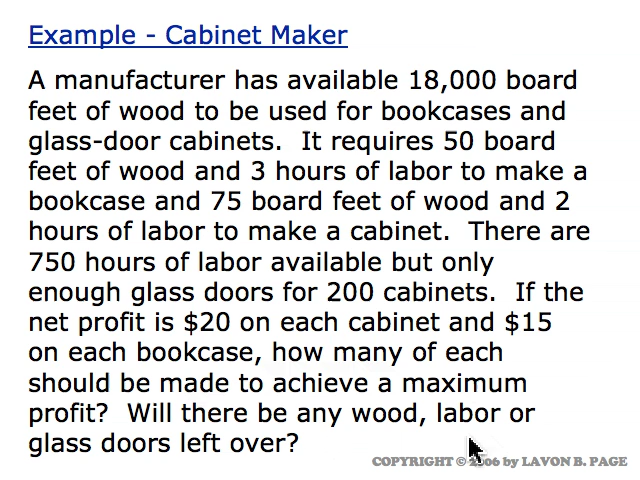 Example - Cabinet Maker
A manufacturer has available 18,000 board
feet of wood to be used for bookcases and
glass-door cabinets.  It requires 50 board
feet of wood and 3 hours of labor to make a
bookcase and 75 board feet of wood and 2
hours of labor to make a cabinet.  There are
750 hours of labor available but only
enough glass doors for 200 cabinets.  If the
net profit is $20 on each cabinet and $15
on each bookcase, how many of each
should be made to achieve a maximum
profit?  Will there be any wood, labor or
glass doors left over?
COPYRIGHT © 2006 by LAVON B. PAGE